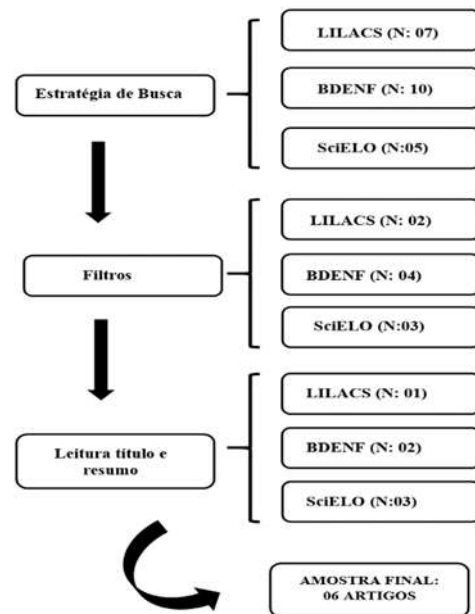 Estratégia de Busca
LILACS (N: 07)
BDENF (N: 10)
SciELO (N:05)
Filtros
LILACS (N: 02)
BDENF (N: 04)
SciELO (N:03)
Leitura título e
resumo
LILACS (N: 01)
BDENF (N: 02)
SciELO (N:03)
AMOSTRA FINAL:
06 ARTIGOS